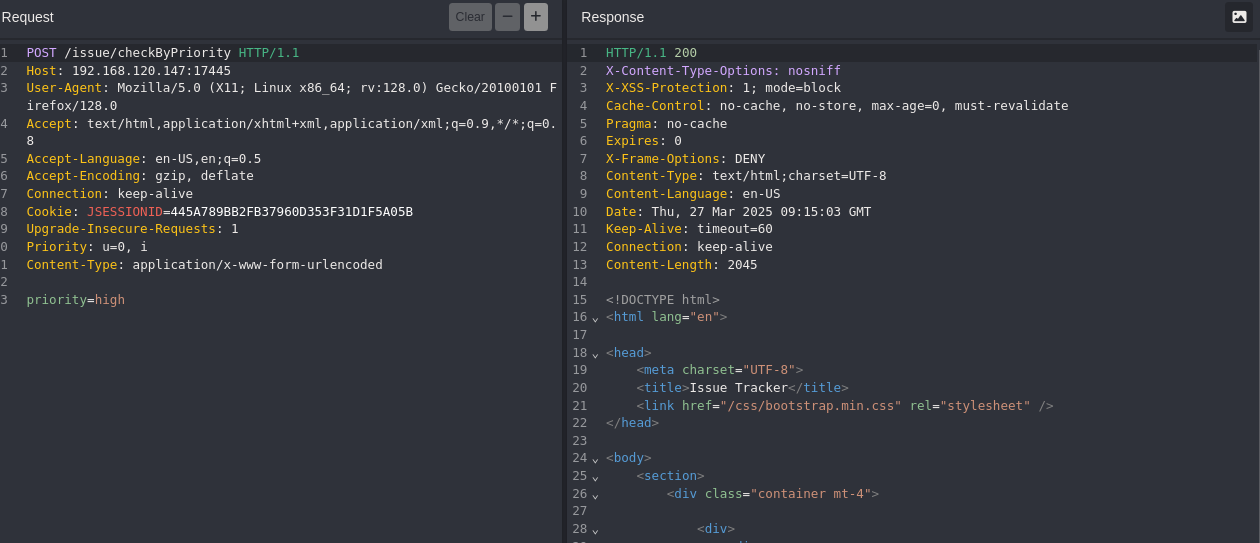 Request
Clear
− +
1 POST /issue/checkByPriority HTTP/1.1
2 Host: 192.168.120.147:17445
3 User-Agent: Mozilla/5.0 (X11; Linux x86_64; rv:128.0) Gecko/20100101 F
irefox/128.0
4 Accept: text/html,application/xhtml+xml,application/xml;q=0.9,*/*;q=0.
8
5 Accept-Language: en-US,en;q=0.5
6 Accept-Encoding: gzip, deflate
7 Connection: keep-alive
8 Cookie: JSESSIONID=445A789BB2FB37960D353F31D1F5A05B
9 Upgrade-Insecure-Requests: 1
0 Priority: u=0, i
1 Content-Type: application/x-www-form-urlencoded
2
3 priority=high
Response
1 HTTP/1.1 200
2 X-Content-Type-Options: nosniff
3 X-XSS-Protection: 1; mode=block
4 Cache-Control: no-cache, no-store, max-age=0, must-revalidate
5 Pragma: no-cache
6 Expires: 0
7 X-Frame-Options: DENY
8 Content-Type: text/html;charset=UTF-8
9 Content-Language: en-US
10 Date: Thu, 27 Mar 2025 09:15:03 GMT
11 Keep-Alive: timeout=60
12 Connection: keep-alive
13 Content-Length: 2045
14
15 <!DOCTYPE html>
16 <html lang="en">
17
18 <head>
19 <meta charset="UTF-8">
20 <title>Issue Tracker</title>
21 <link href="/css/bootstrap.min.css" rel="stylesheet" />
22 </head>
23
24 <body>
25 <section>
26 <div class="container mt-4">
27
28 <div>